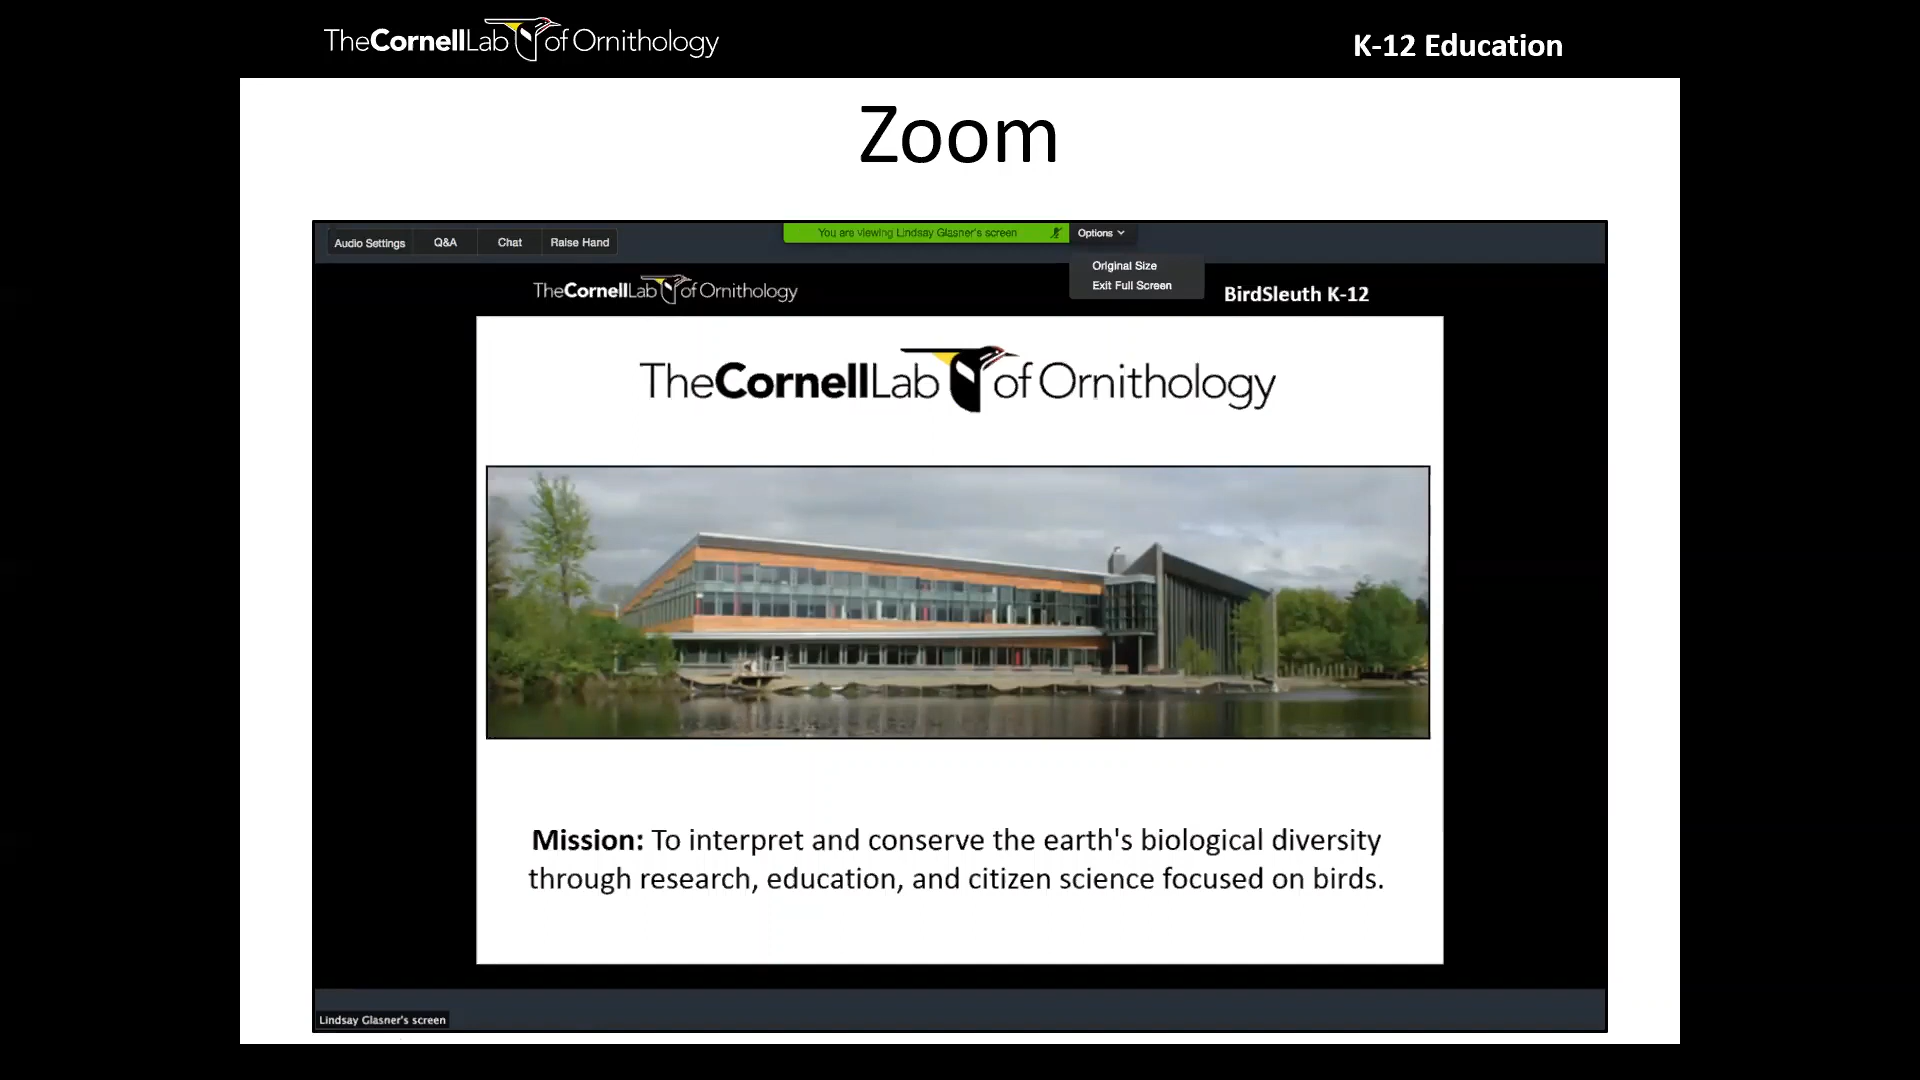 TheCornellLab of Ornithology
K-12 Education
Zoom
Audio Settings
Q&A
Chat
Raise Hand
You are viewing Lindsay Glasner's screen
Options
Original Size
Exit Full Screen
TheCornellLab of Ornithology
BirdSleuth K-12
TheCornellLab of Ornithology
Mission: To interpret and conserve the earth's biological diversity
through research, education, and citizen science focused on birds.
Lindsay Glasner's screen